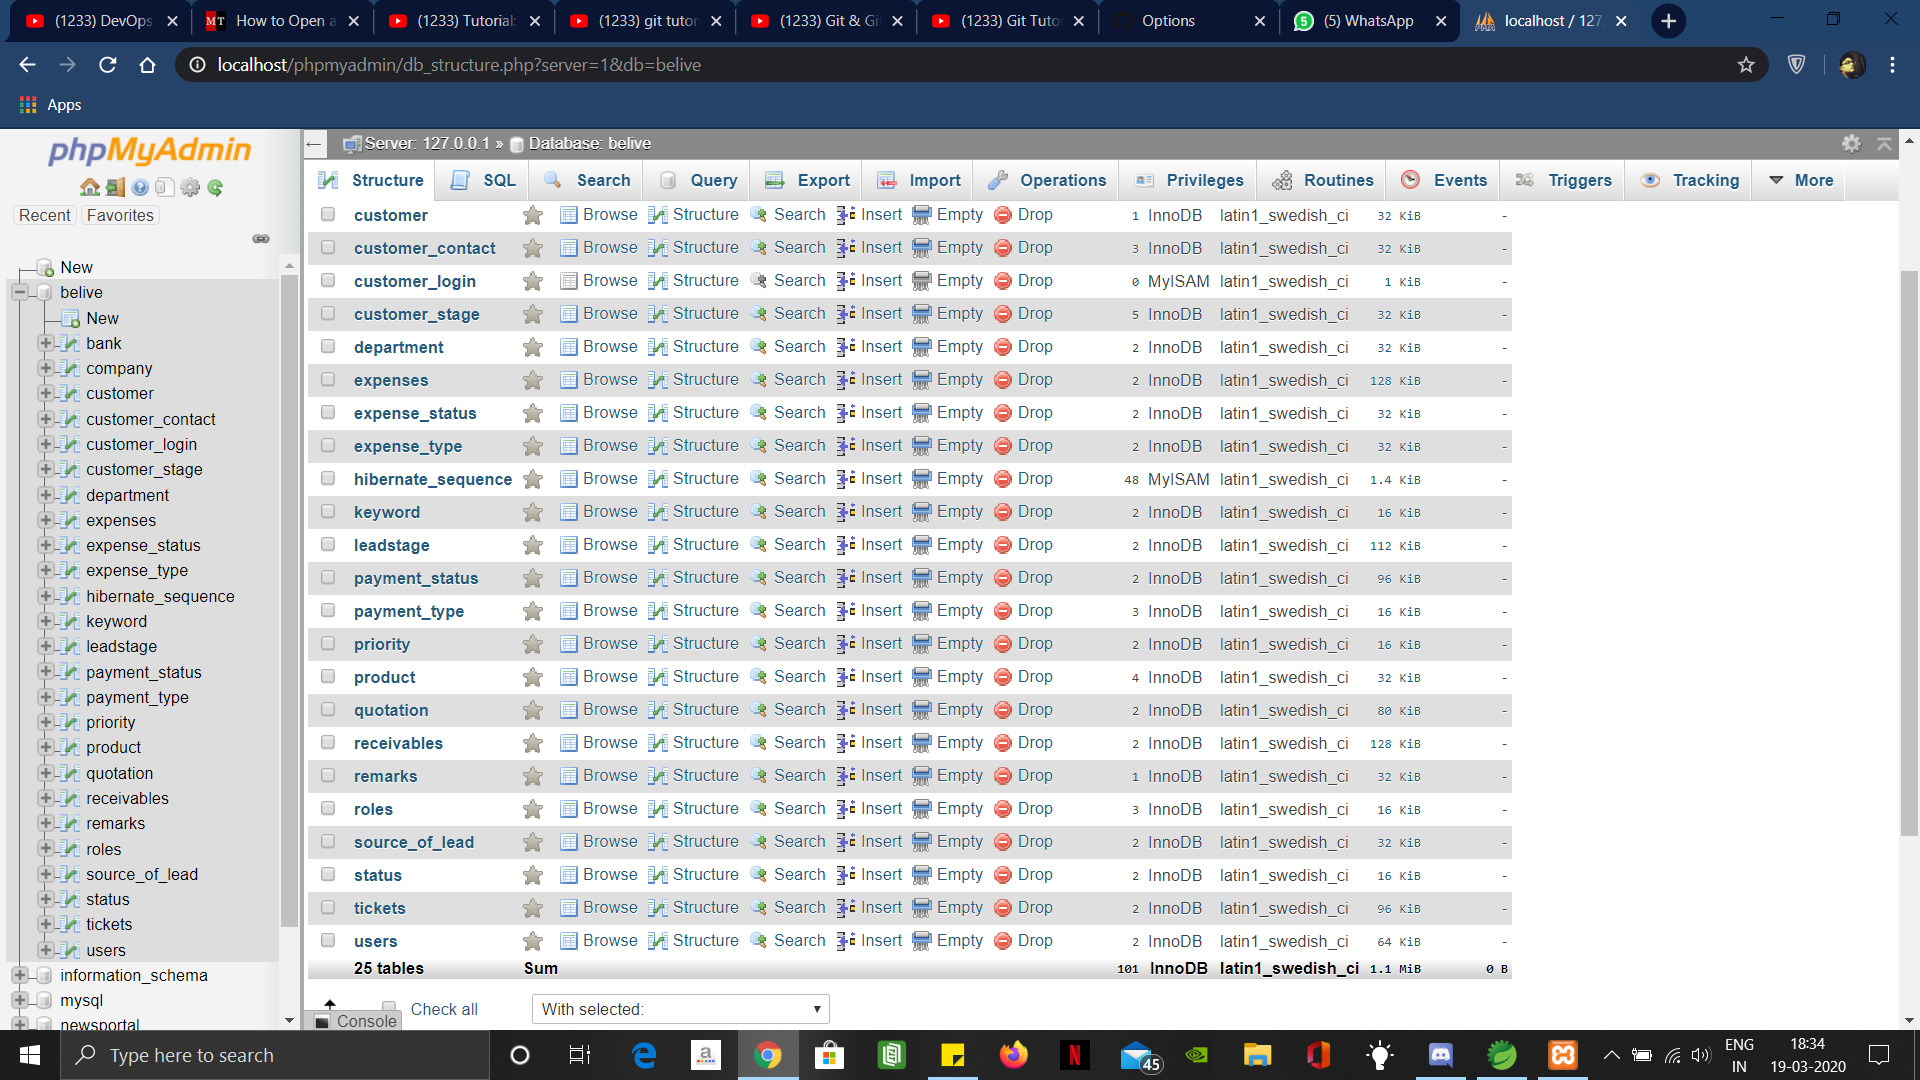 (1233) DevOps
How to Open a
(1233) Tutorial:
(1233) git tutor
(1233) Git & Gi
(1233) Git Tuto
Options
(5) WhatsApp
localhost / 127
localhost/phpmyadmin/db_structure.php?server=1&db=belive
Apps
phpMyAdmin
Recent Favorites
New
belive
New
bank
company
customer
customer_contact
customer_login
customer_stage
department
expenses
expense_status
expense_type
hibernate_sequence
keyword
leadstage
payment_status
payment_type
priority
product
quotation
receivables
remarks
roles
source_of_lead
status
tickets
users
information_schema
mysql
newsportal
Server: 127.0.0.1 » Database: belive
Structure SQL Search Query Export Import Operations Privileges Routines Events Triggers Tracking More
customer Browse Structure Search Insert Empty Drop 1 InnoDB latin1_swedish_ci 32 KiB -
customer_contact Browse Structure Search Insert Empty Drop 3 InnoDB latin1_swedish_ci 32 KiB -
customer_login Browse Structure Search Insert Empty Drop 0 MyISAM latin1_swedish_ci 1 KiB -
customer_stage Browse Structure Search Insert Empty Drop 5 InnoDB latin1_swedish_ci 32 KiB -
department Browse Structure Search Insert Empty Drop 2 InnoDB latin1_swedish_ci 32 KiB -
expenses Browse Structure Search Insert Empty Drop 2 InnoDB latin1_swedish_ci 128 KiB -
expense_status Browse Structure Search Insert Empty Drop 2 InnoDB latin1_swedish_ci 32 KiB -
expense_type Browse Structure Search Insert Empty Drop 2 InnoDB latin1_swedish_ci 32 KiB -
hibernate_sequence Browse Structure Search Insert Empty Drop 48 MyISAM latin1_swedish_ci 1.4 KiB -
keyword Browse Structure Search Insert Empty Drop 2 InnoDB latin1_swedish_ci 16 KiB -
leadstage Browse Structure Search Insert Empty Drop 2 InnoDB latin1_swedish_ci 112 KiB -
payment_status Browse Structure Search Insert Empty Drop 2 InnoDB latin1_swedish_ci 96 KiB -
payment_type Browse Structure Search Insert Empty Drop 3 InnoDB latin1_swedish_ci 16 KiB -
priority Browse Structure Search Insert Empty Drop 2 InnoDB latin1_swedish_ci 16 KiB -
product Browse Structure Search Insert Empty Drop 4 InnoDB latin1_swedish_ci 32 KiB -
quotation Browse Structure Search Insert Empty Drop 2 InnoDB latin1_swedish_ci 80 KiB -
receivables Browse Structure Search Insert Empty Drop 2 InnoDB latin1_swedish_ci 128 KiB -
remarks Browse Structure Search Insert Empty Drop 1 InnoDB latin1_swedish_ci 32 KiB -
roles Browse Structure Search Insert Empty Drop 3 InnoDB latin1_swedish_ci 16 KiB -
source_of_lead Browse Structure Search Insert Empty Drop 2 InnoDB latin1_swedish_ci 32 KiB -
status Browse Structure Search Insert Empty Drop 2 InnoDB latin1_swedish_ci 16 KiB -
tickets Browse Structure Search Insert Empty Drop 2 InnoDB latin1_swedish_ci 96 KiB -
users Browse Structure Search Insert Empty Drop 2 InnoDB latin1_swedish_ci 64 KiB -
25 tables Sum 101 InnoDB latin1_swedish_ci 1.1 MiB 0 B
Check all With selected:
Console
Type here to search
45
ENG
IN
18:34
19-03-2020